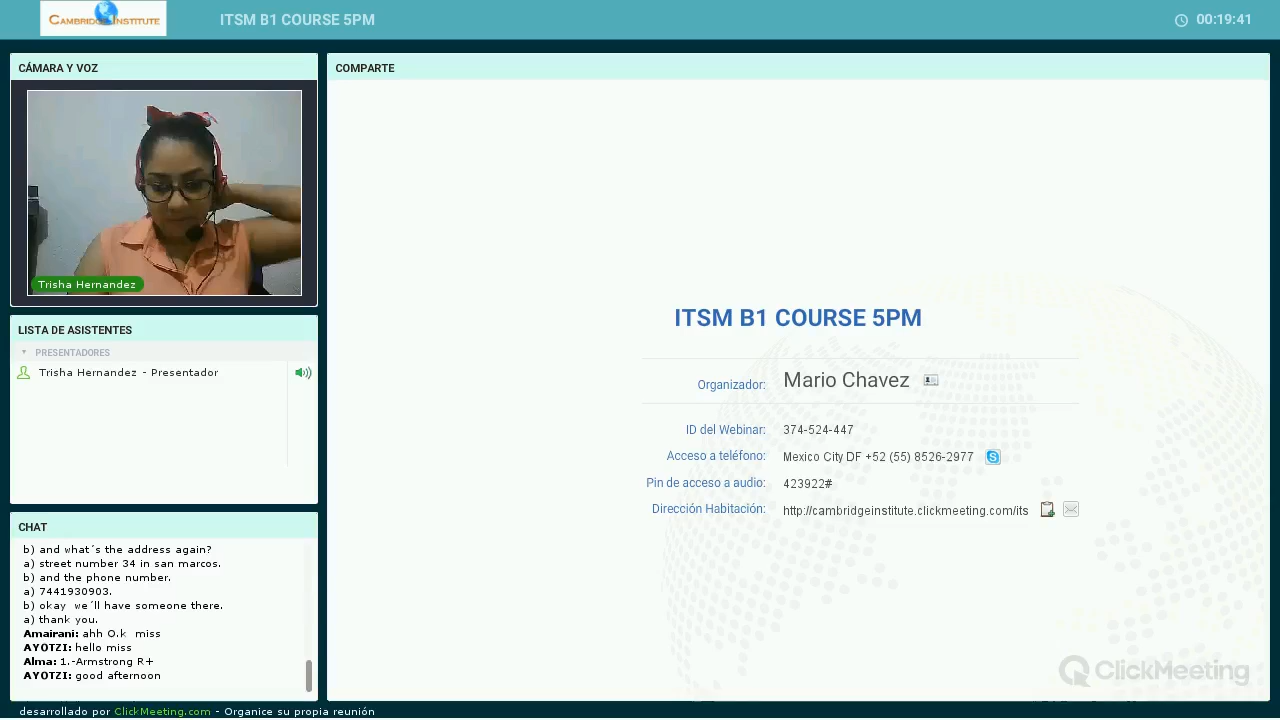 CAMBRIDGE INSTITUTE
ITSM B1 COURSE 5PM
00:19:41
CÁMARA Y VOZ
Trisha Hernandez
LISTA DE ASISTENTES
PRESENTADORES
Trisha Hernandez - Presentador
CHAT
b) and what´s the address again?
a) street number 34 in san marcos.
b) and the phone number.
a) 7441930903.
b) okay we´ll have someone there.
a) thank you.
Amairani: ahh O.k miss
AYOTZI: hello miss
Alma: 1.-Armstrong R+
AYOTZI: good afternoon
COMPARTE
ITSM B1 COURSE 5PM
Organizador: Mario Chavez
ID del Webinar: 374-524-447
Acceso a teléfono: Mexico City DF +52 (55) 8526-2977
Pin de acceso a audio: 423922#
Dirección Habitación: http://cambridgeinstitute.clickmeeting.com/its
ClickMeeting
desarrollado por ClickMeeting.com - Organice su propia reunión